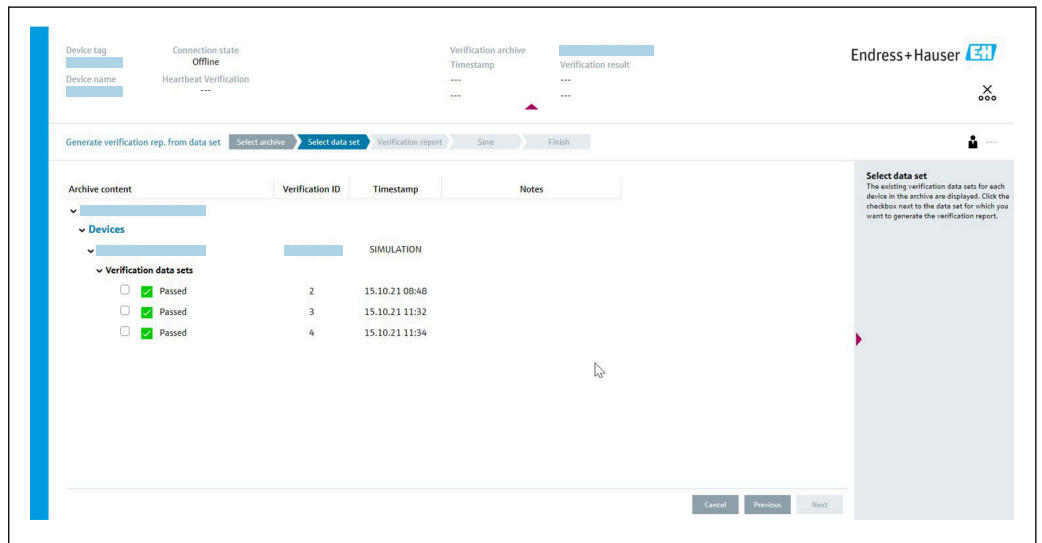 Device tag Connection state Verification archive
Offline Timestamp Verification result
Device name Heartbeat Verification --- ---
--- --- ---
Endress+Hauser EH
Generate verification rep. from data set Select archive Select data set Verification report Save Finish ---
Archive content Verification ID Timestamp Notes
Devices
SIMULATION
Verification data sets
Passed 2 15.10.21 08:48
Passed 3 15.10.21 11:32
Passed 4 15.10.21 11:34
Select data set
The existing verification data sets for each
device in the archive are displayed. Click the
checkbox next to the data set for which you
want to generate the verification report.
Cancel Previous Next